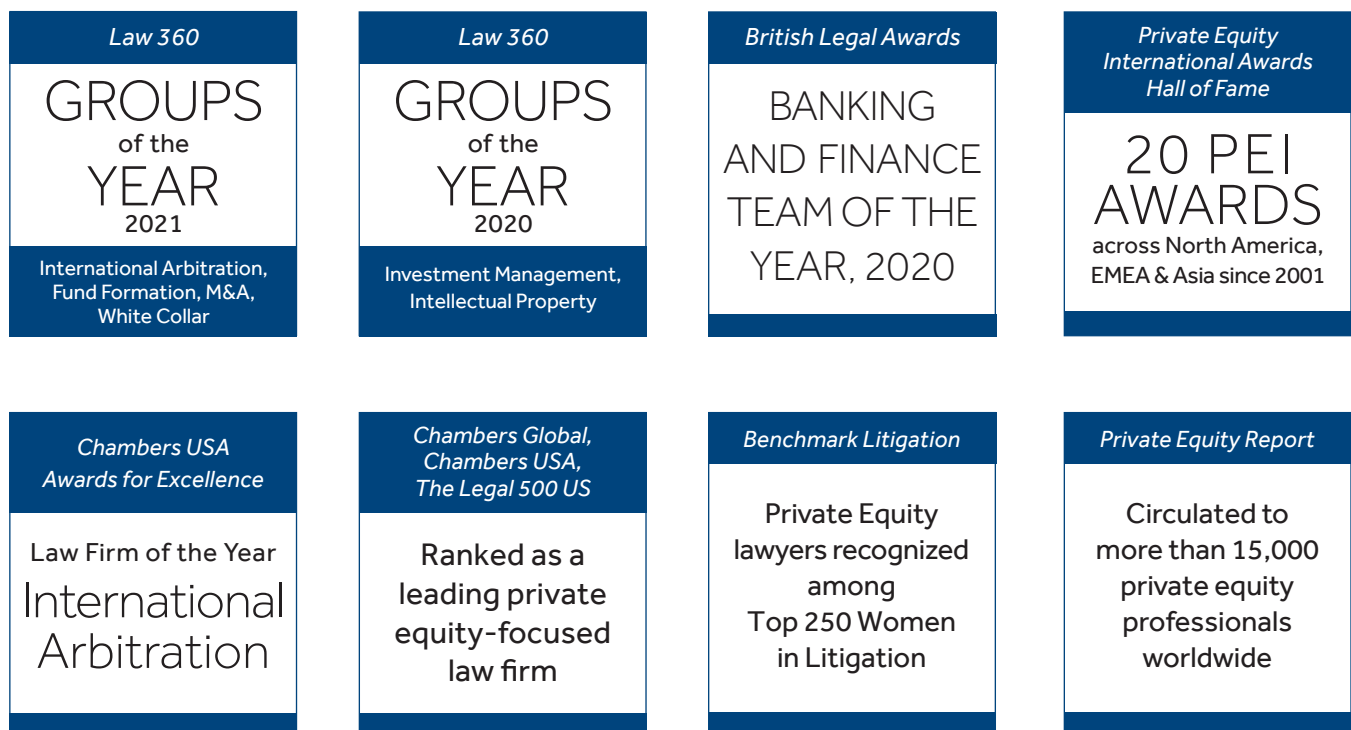 Law 360
GROUPS
of the
YEAR
2021
International Arbitration,
Fund Formation, M&A,
White Collar
Law 360
GROUPS
of the
YEAR
2020
Investment Management,
Intellectual Property
British Legal Awards
BANKING
AND FINANCE
TEAM OF THE
YEAR, 2020
Private Equity
International Awards
Hall of Fame
20 PEI
AWARDS
across North America,
EMEA & Asia since 2001
Chambers USA
Awards for Excellence
Law Firm of the Year
International
Arbitration
Chambers Global,
Chambers USA,
The Legal 500 US
Ranked as a
leading private
equity-focused
law firm
Benchmark Litigation
Private Equity
lawyers recognized
among
Top 250 Women
in Litigation
Private Equity Report
Circulated to
more than 15,000
private equity
professionals
worldwide